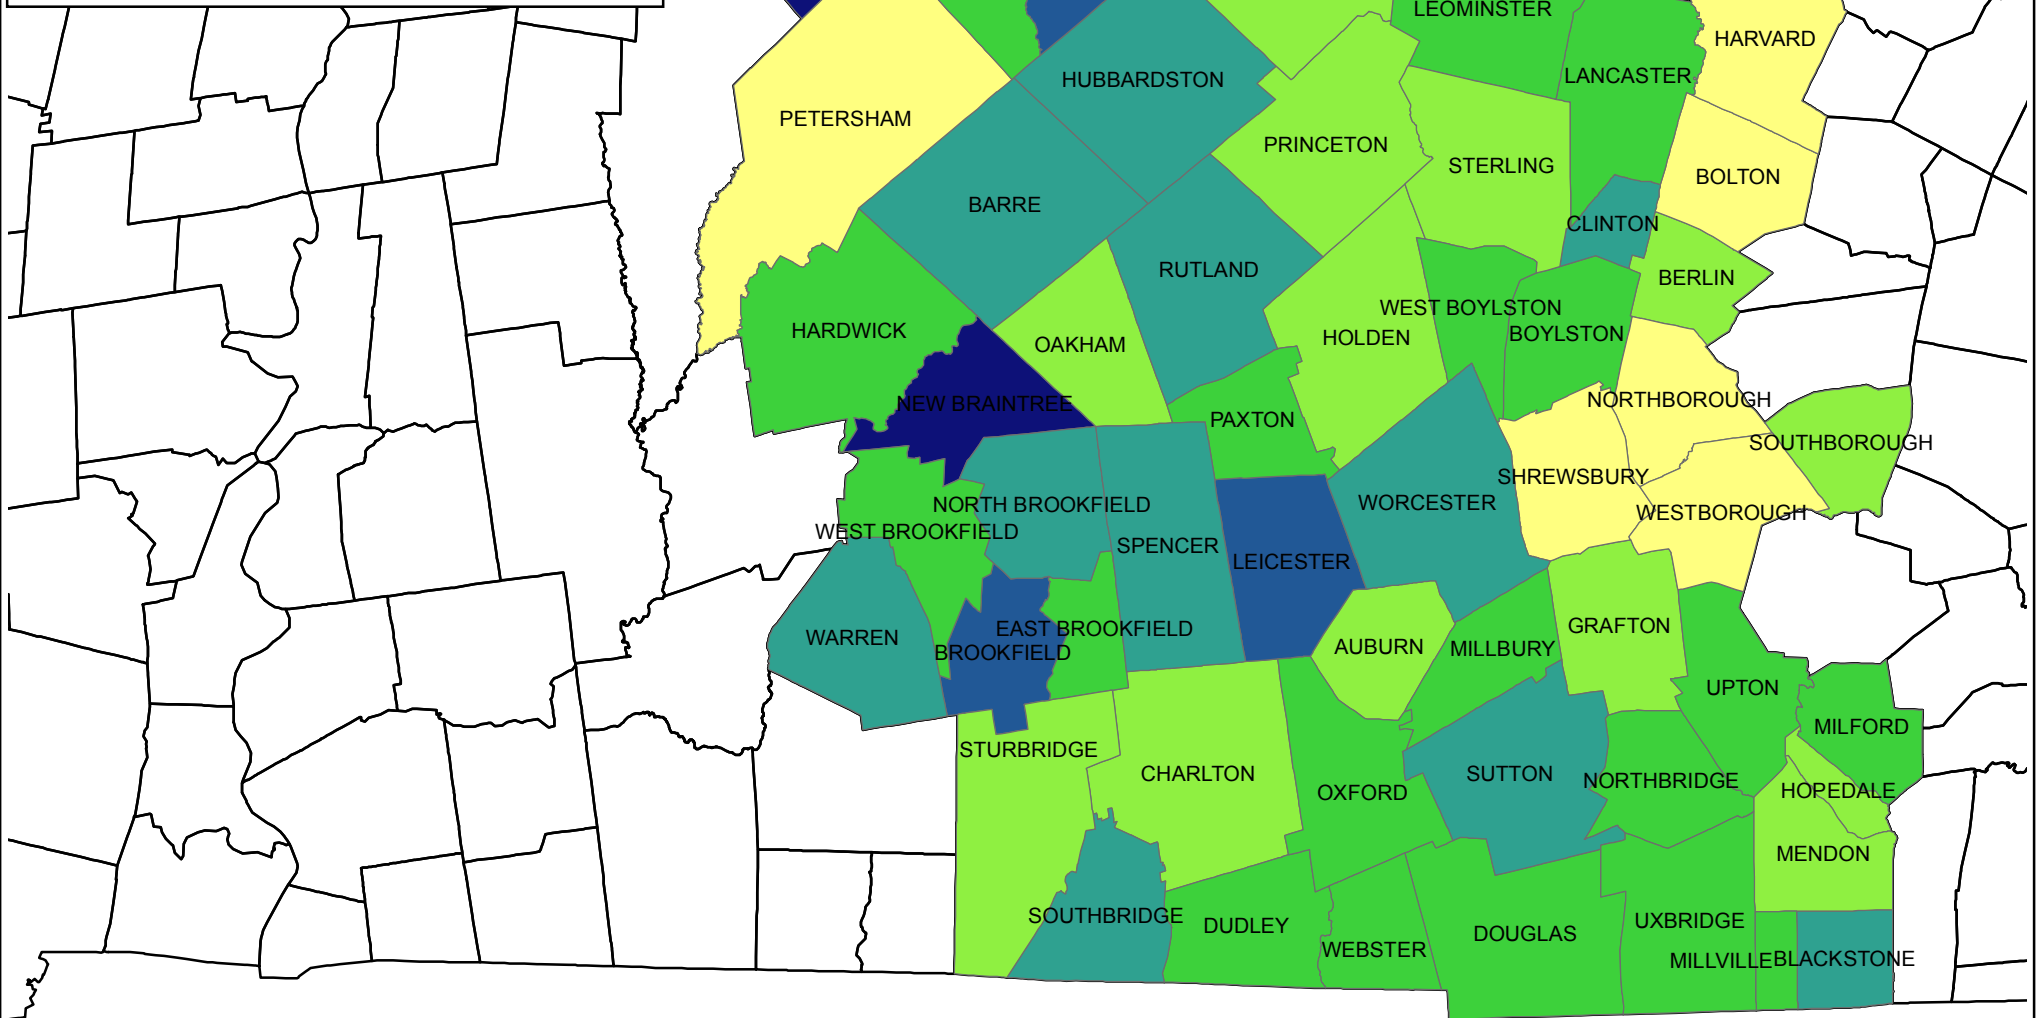 LEOMINSTER
HARVARD
HUBBARDSTON
LANCASTER
PETERSHAM
PRINCETON
STERLING
BOLTON
BARRE
CLINTON
RUTLAND
BERLIN
WEST BOYLSTON
HARDWICK
BOYLSTON
HOLDEN
OAKHAM
NORTHBOROUGH
NEW BRAINTREE
PAXTON
SOUTHBOROUGH
SHREWSBURY
WORCESTER
NORTH BROOKFIELD
WESTBOROUGH
WEST BROOKFIELD
SPENCER
LEICESTER
GRAFTON
EAST BROOKFIELD
WARREN
AUBURN
MILLBURY
BROOKFIELD
UPTON
MILFORD
STURBRIDGE
CHARLTON
SUTTON
NORTHBRIDGE
HOPEDALE
OXFORD
MENDON
SOUTHBRIDGE
UXBRIDGE
DUDLEY
DOUGLAS
WEBSTER
BLACKSTONE
MILLVILLE